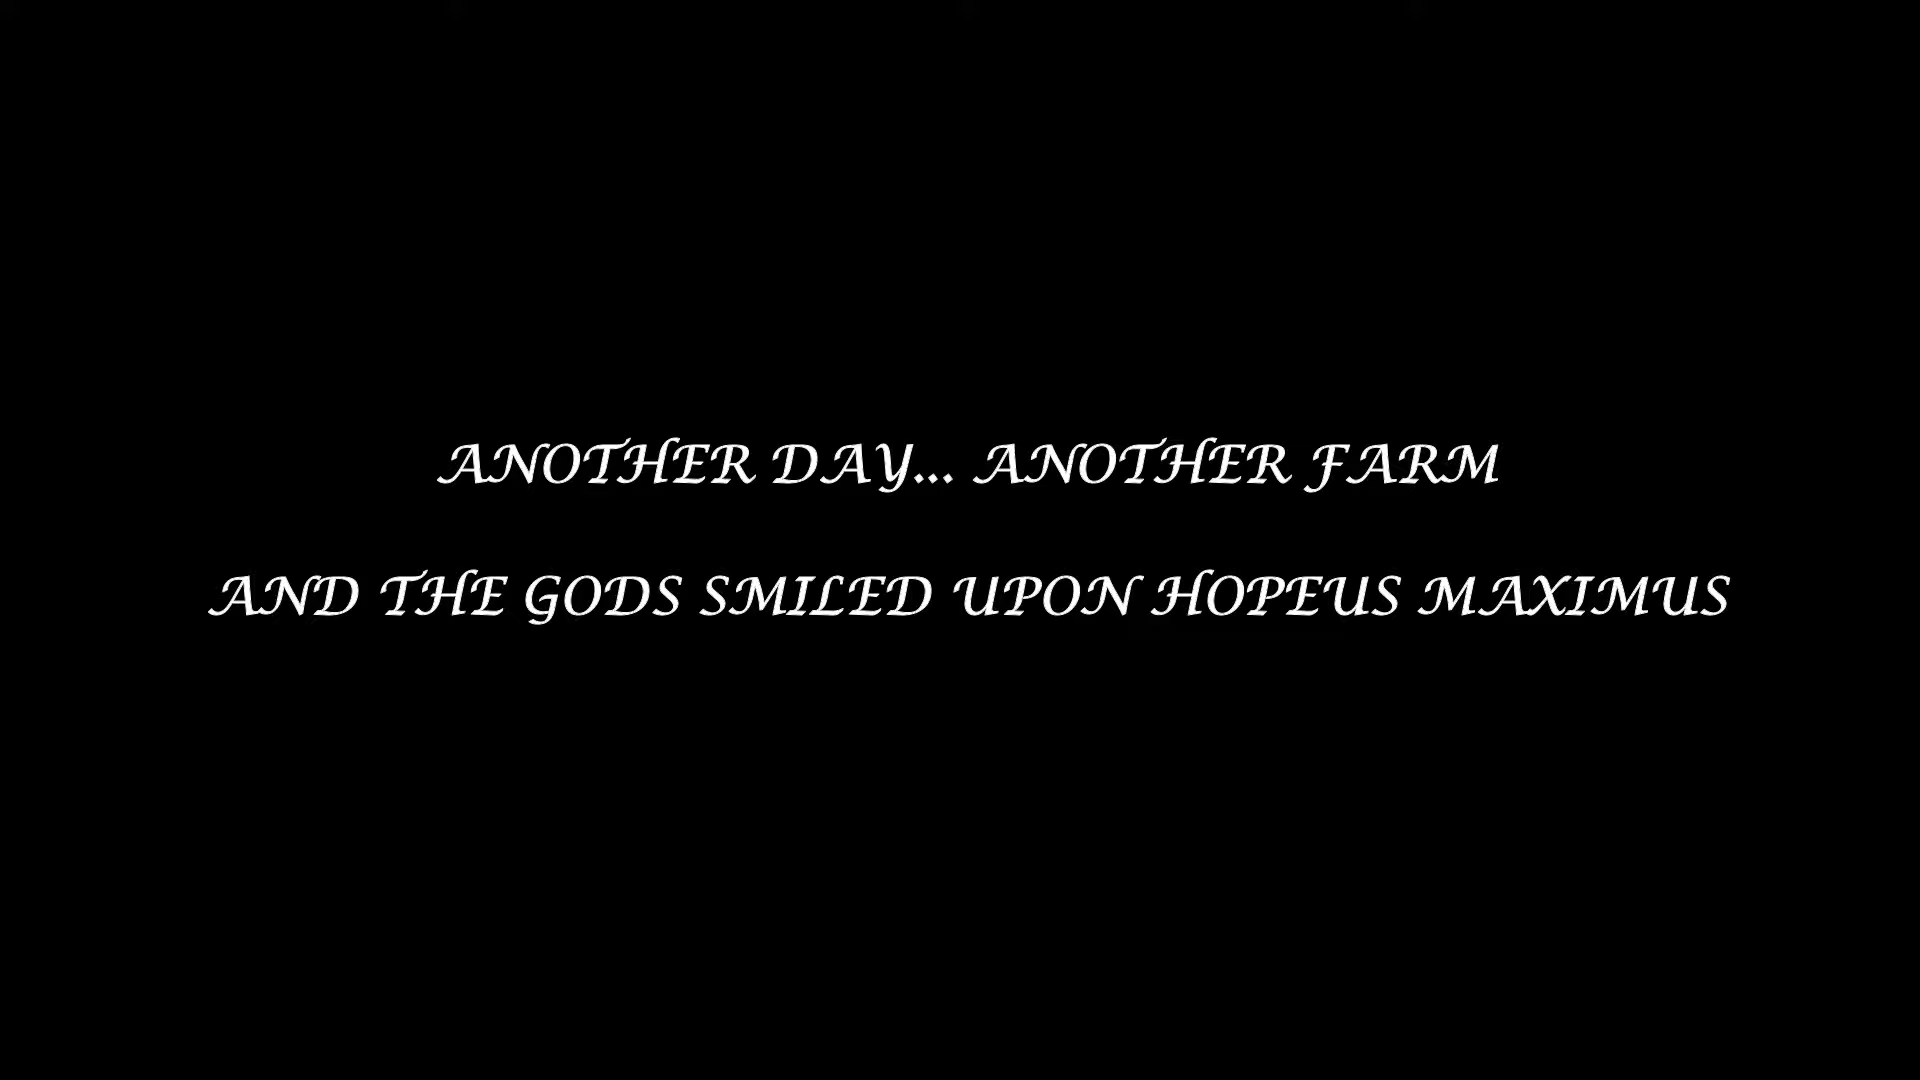 ANOTHER DAY... ANOTHER FARM
AND THE GODS SMILED UPON HOPEUS MAXIMUS